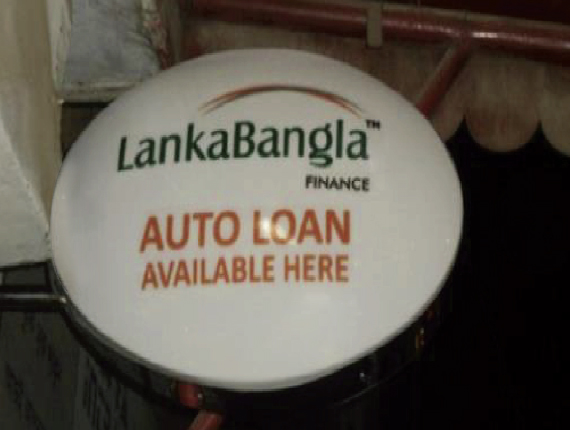 LankaBangla™
FINANCE
AUTO LOAN
AVAILABLE HERE